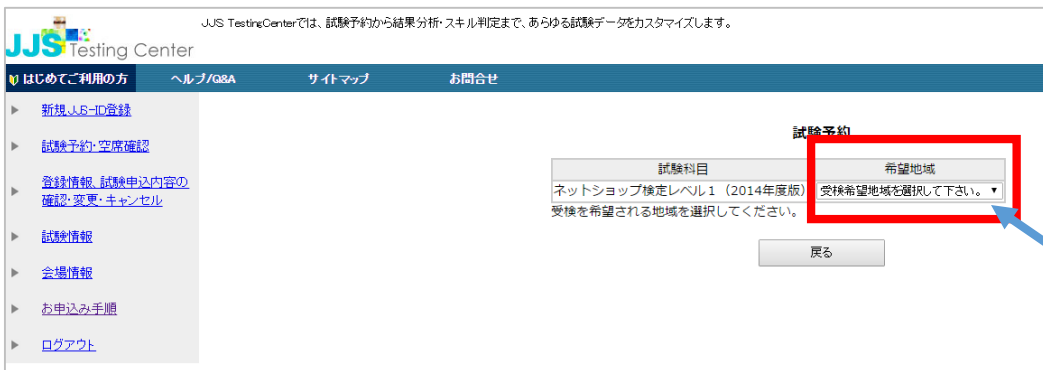 JJS TestingCenterでは、試験予約から結果分析・スキル判定まで、あらゆる試験データをカスタマイズします。
JJS Testing Center
はじめてご利用の方 ヘルプ/Q&A サイトマップ お問合せ
新規JJS-ID登録
試験予約・空席確認
登録情報、試験申込内容の
確認・変更・キャンセル
試験情報
会場情報
お申込み手順
ログアウト
試験予約
試験科目 希望地域
ネットショップ検定レベル1（2014年度版） 受検希望地域を選択して下さい。
受検を希望される地域を選択してください。
戻る